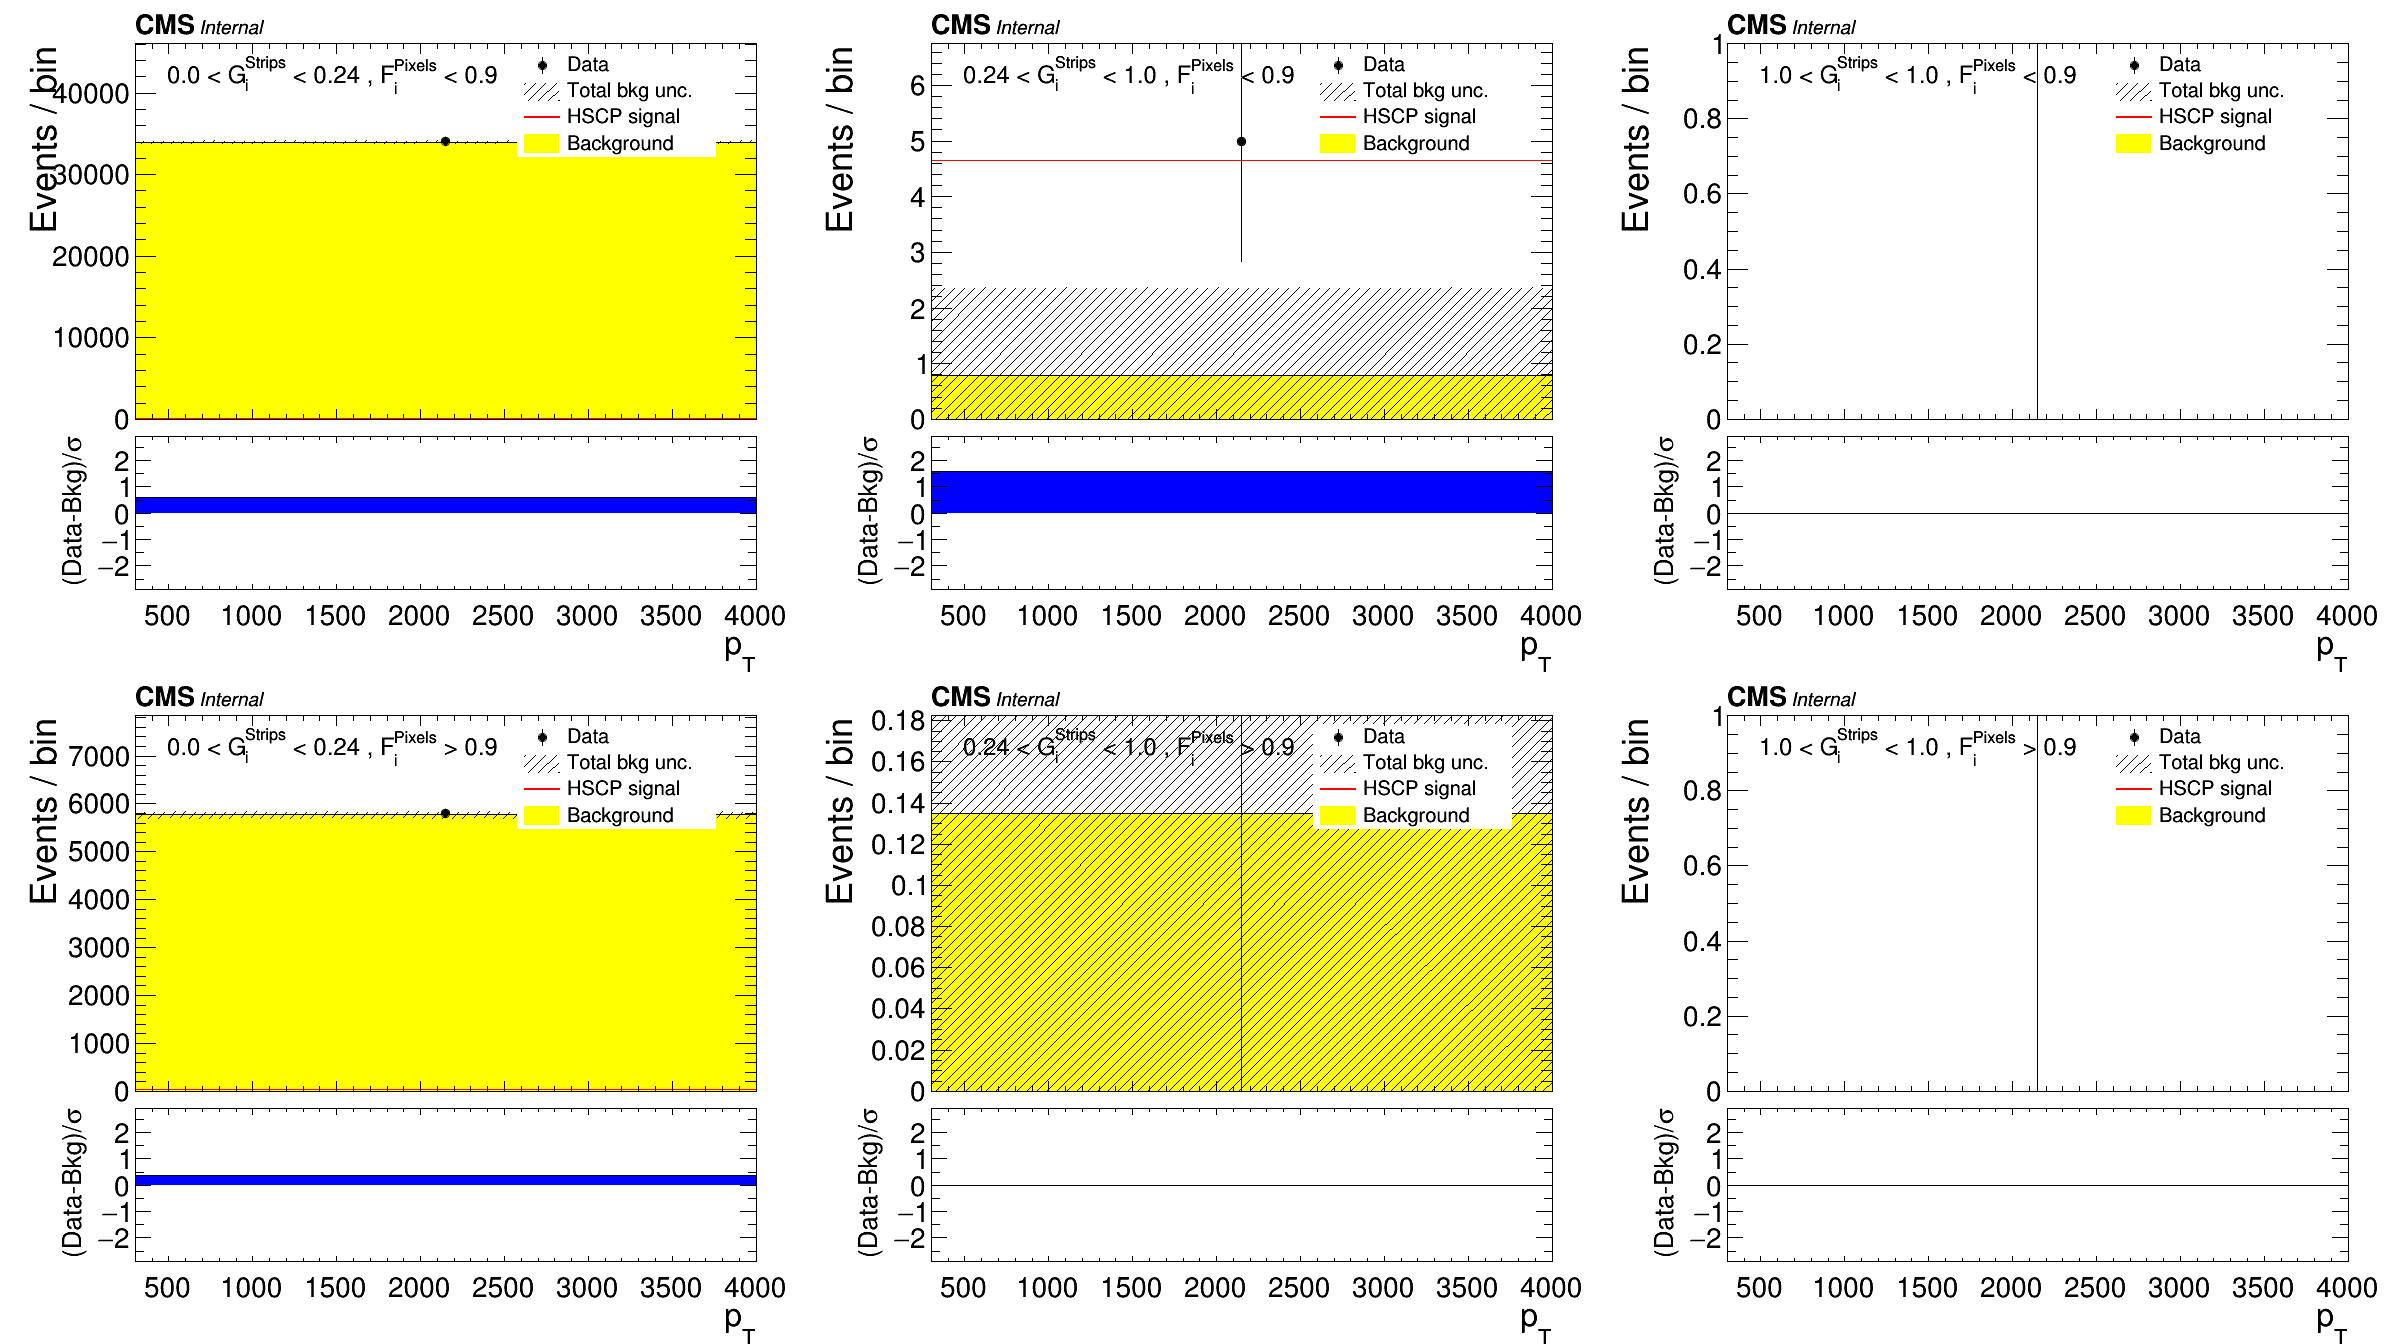 CMS Internal
Events / bin
0.0 < G_i^Strips < 0.24 , F_i^Pixels < 0.9
Data
Total bkg unc.
HSCP signal
Background
40000
30000
20000
10000
0
(Data-Bkg)/σ
2
1
0
−1
−2
500 1000 1500 2000 2500 3000 3500 4000
p_T
CMS Internal
Events / bin
0.24 < G_i^Strips < 1.0 , F_i^Pixels < 0.9
Data
Total bkg unc.
HSCP signal
Background
6
5
4
3
2
1
0
(Data-Bkg)/σ
2
1
0
−1
−2
500 1000 1500 2000 2500 3000 3500 4000
p_T
CMS Internal
Events / bin
1.0 < G_i^Strips < 1.0 , F_i^Pixels < 0.9
Data
Total bkg unc.
HSCP signal
Background
1
0.8
0.6
0.4
0.2
0
(Data-Bkg)/σ
2
1
0
−1
−2
500 1000 1500 2000 2500 3000 3500 4000
p_T
CMS Internal
Events / bin
0.0 < G_i^Strips < 0.24 , F_i^Pixels > 0.9
Data
Total bkg unc.
HSCP signal
Background
7000
6000
5000
4000
3000
2000
1000
0
(Data-Bkg)/σ
2
1
0
−1
−2
500 1000 1500 2000 2500 3000 3500 4000
p_T
CMS Internal
Events / bin
0.24 < G_i^Strips < 1.0 , F_i^Pixels > 0.9
Data
Total bkg unc.
HSCP signal
Background
0.18
0.16
0.14
0.12
0.1
0.08
0.06
0.04
0.02
0
(Data-Bkg)/σ
2
1
0
−1
−2
500 1000 1500 2000 2500 3000 3500 4000
p_T
CMS Internal
Events / bin
1.0 < G_i^Strips < 1.0 , F_i^Pixels > 0.9
Data
Total bkg unc.
HSCP signal
Background
1
0.8
0.6
0.4
0.2
0
(Data-Bkg)/σ
2
1
0
−1
−2
500 1000 1500 2000 2500 3000 3500 4000
p_T